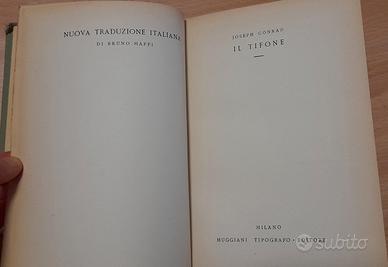 NUOVA TRADUZIONE ITALIANA
DI BRUNO MAFFI
JOSEPH CONRAD
IL TIFONE
MILANO
MUGGIANI TIPOGRAFO - EDITORE
subito